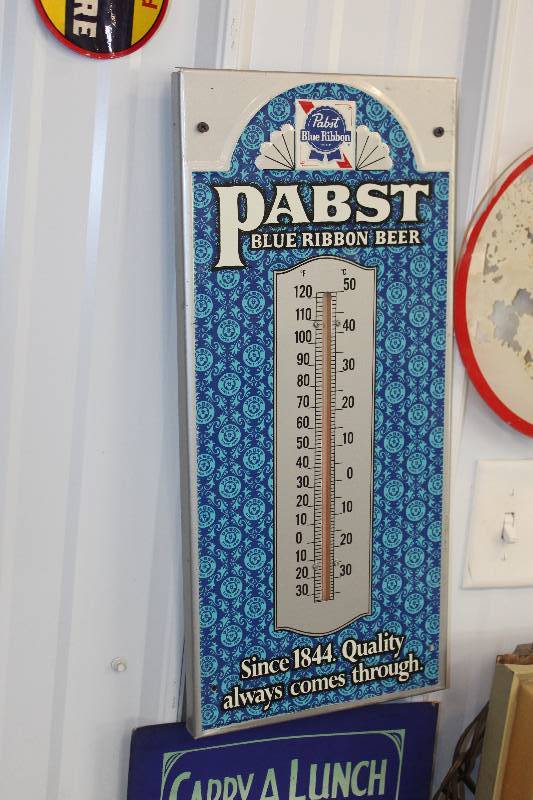 RE
Pabst
Blue Ribbon
PABST
BLUE RIBBON BEER
°F °C
120 50
110
100 40
90
80 30
70
60 20
50
40 10
30 0
20
10 10
0
10 20
20
30 30
Since 1844. Quality
always comes through.
CARRY A LUNCH